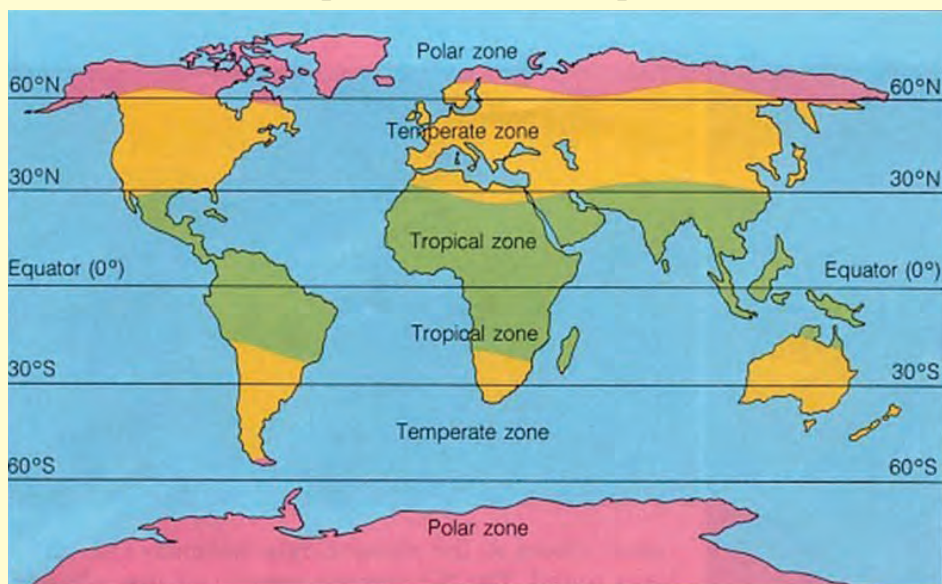 Polar zone
60°N
60°N
Temperate zone
30°N
30°N
Tropical zone
Equator (0°)
Equator (0°)
Tropical zone
30°S
30°S
Temperate zone
60°S
60°S
Polar zone